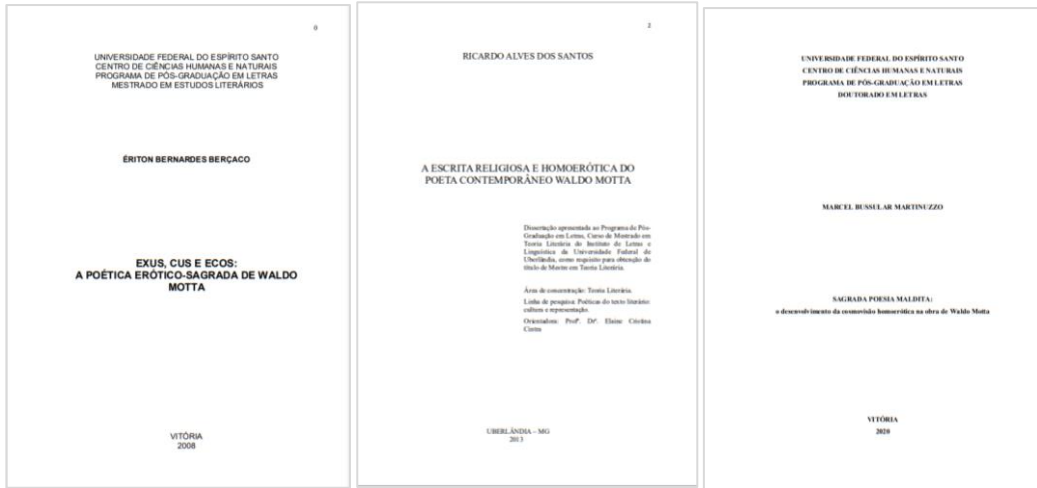 0
UNIVERSIDADE FEDERAL DO ESPÍRITO SANTO
CENTRO DE CIÊNCIAS HUMANAS E NATURAIS
PROGRAMA DE PÓS-GRADUAÇÃO EM LETRAS
MESTRADO EM ESTUDOS LITERÁRIOS
ÉRITON BERNARDES BERÇACO
EXUS, CUS E ECOS:
A POÉTICA ERÓTICO-SAGRADA DE WALDO
MOTTA
VITÓRIA
2008
2
RICARDO ALVES DOS SANTOS
A ESCRITA RELIGIOSA E HOMOERÓTICA DO
POETA CONTEMPORÂNEO WALDO MOTTA
Dissertação apresentada ao Programa de Pós-
Graduação em Letras, Curso de Mestrado em
Teoria Literária do Instituto de Letras e
Linguística da Universidade Federal de
Uberlândia, como requisito para obtenção do
título de Mestre em Teoria Literária.
Área de concentração: Teoria Literária.
Linha de pesquisa: Poéticas do texto literário:
cultura e representação.
Orientadora: Profª. Drª. Elaine Cristina
Cintra
UBERLÂNDIA – MG
2013
UNIVERSIDADE FEDERAL DO ESPÍRITO SANTO
CENTRO DE CIÊNCIAS HUMANAS E NATURAIS
PROGRAMA DE PÓS-GRADUAÇÃO EM LETRAS
DOUTORADO EM LETRAS
MARCEL BUSSULAR MARTINUZZO
SAGRADA POESIA MALDITA:
o desenvolvimento da cosmovisão homoerótica na obra de Waldo Motta
VITÓRIA
2020